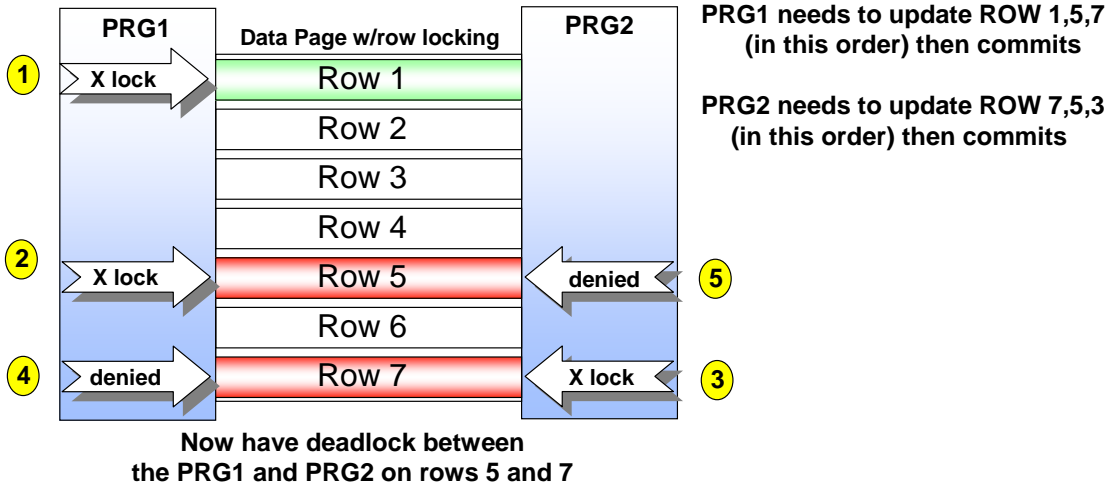 PRG1
Data Page w/row locking
PRG2
PRG1 needs to update ROW 1,5,7
(in this order) then commits
PRG2 needs to update ROW 7,5,3
(in this order) then commits
1
X lock
Row 1
Row 2
Row 3
Row 4
2
X lock
Row 5
denied
5
Row 6
4
denied
Row 7
X lock
3
Now have deadlock between
the PRG1 and PRG2 on rows 5 and 7